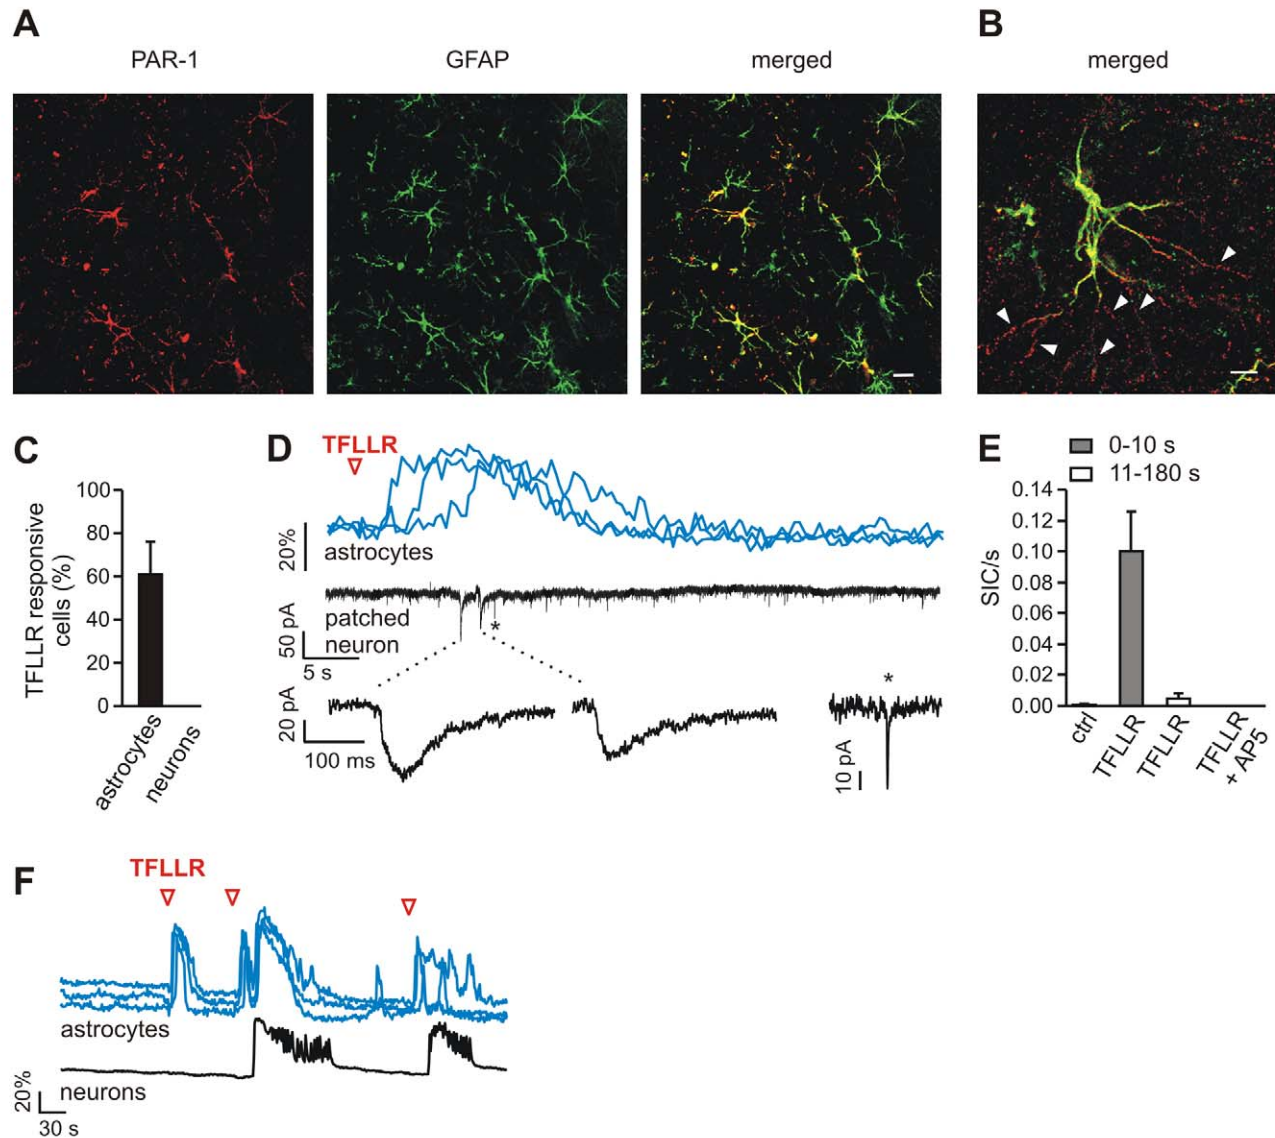 A
B
PAR-1
GFAP
merged
merged
C
D
E
TFLLR responsive
cells (%)
100
80
60
40
20
0
astrocytes
neurons
TFLLR
20%
astrocytes
50 pA
patched
neuron
*
5 s
20 pA
100 ms
*
10 pA
0-10 s
11-180 s
SIC/s
0.14
0.12
0.10
0.08
0.06
0.04
0.02
0.00
ctrl
TFLLR
TFLLR
TFLLR
+ AP5
F
TFLLR
astrocytes
neurons
20%
30 s